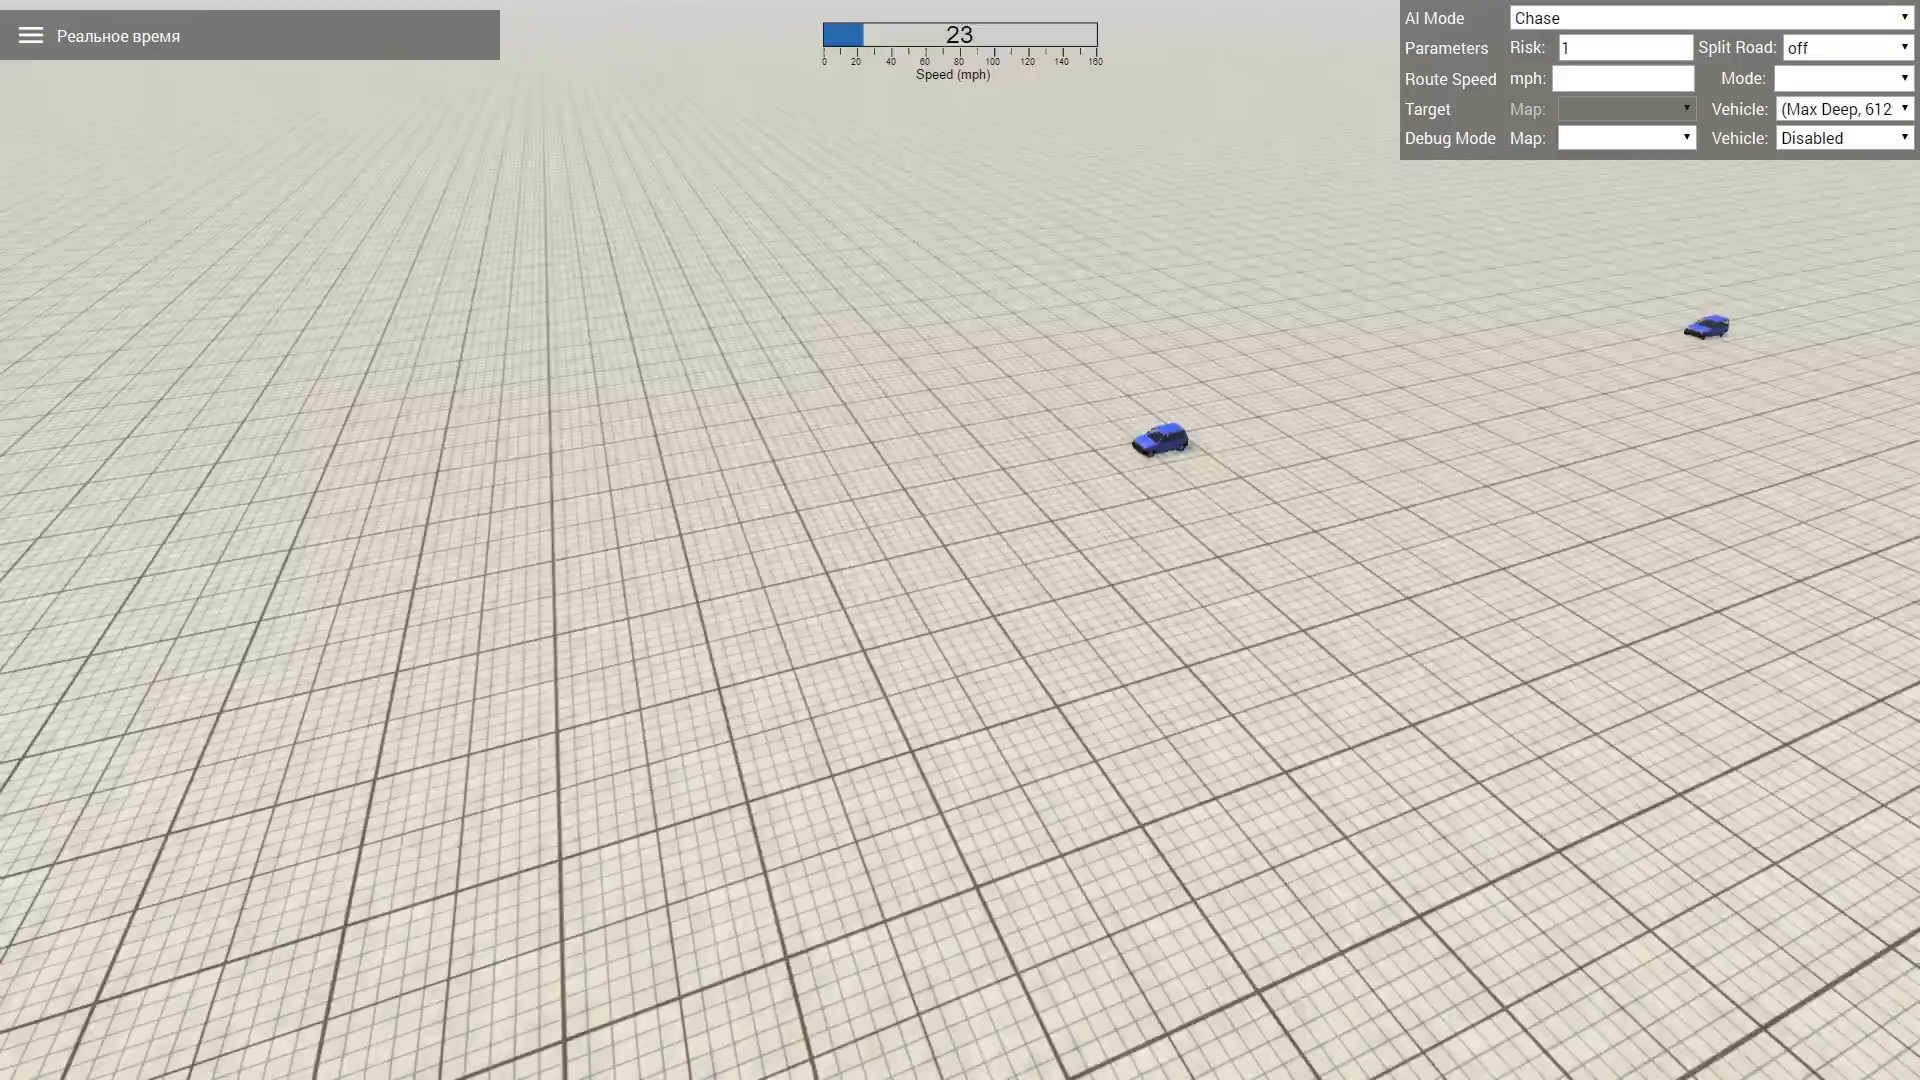 Реальное время
23
0 20 40 60 80 100 120 140 160
Speed (mph)
AI Mode Chase
Parameters Risk: 1 Split Road: off
Route Speed mph: Mode:
Target Map: Vehicle: (Max Deep, 612
Debug Mode Map: Vehicle: Disabled